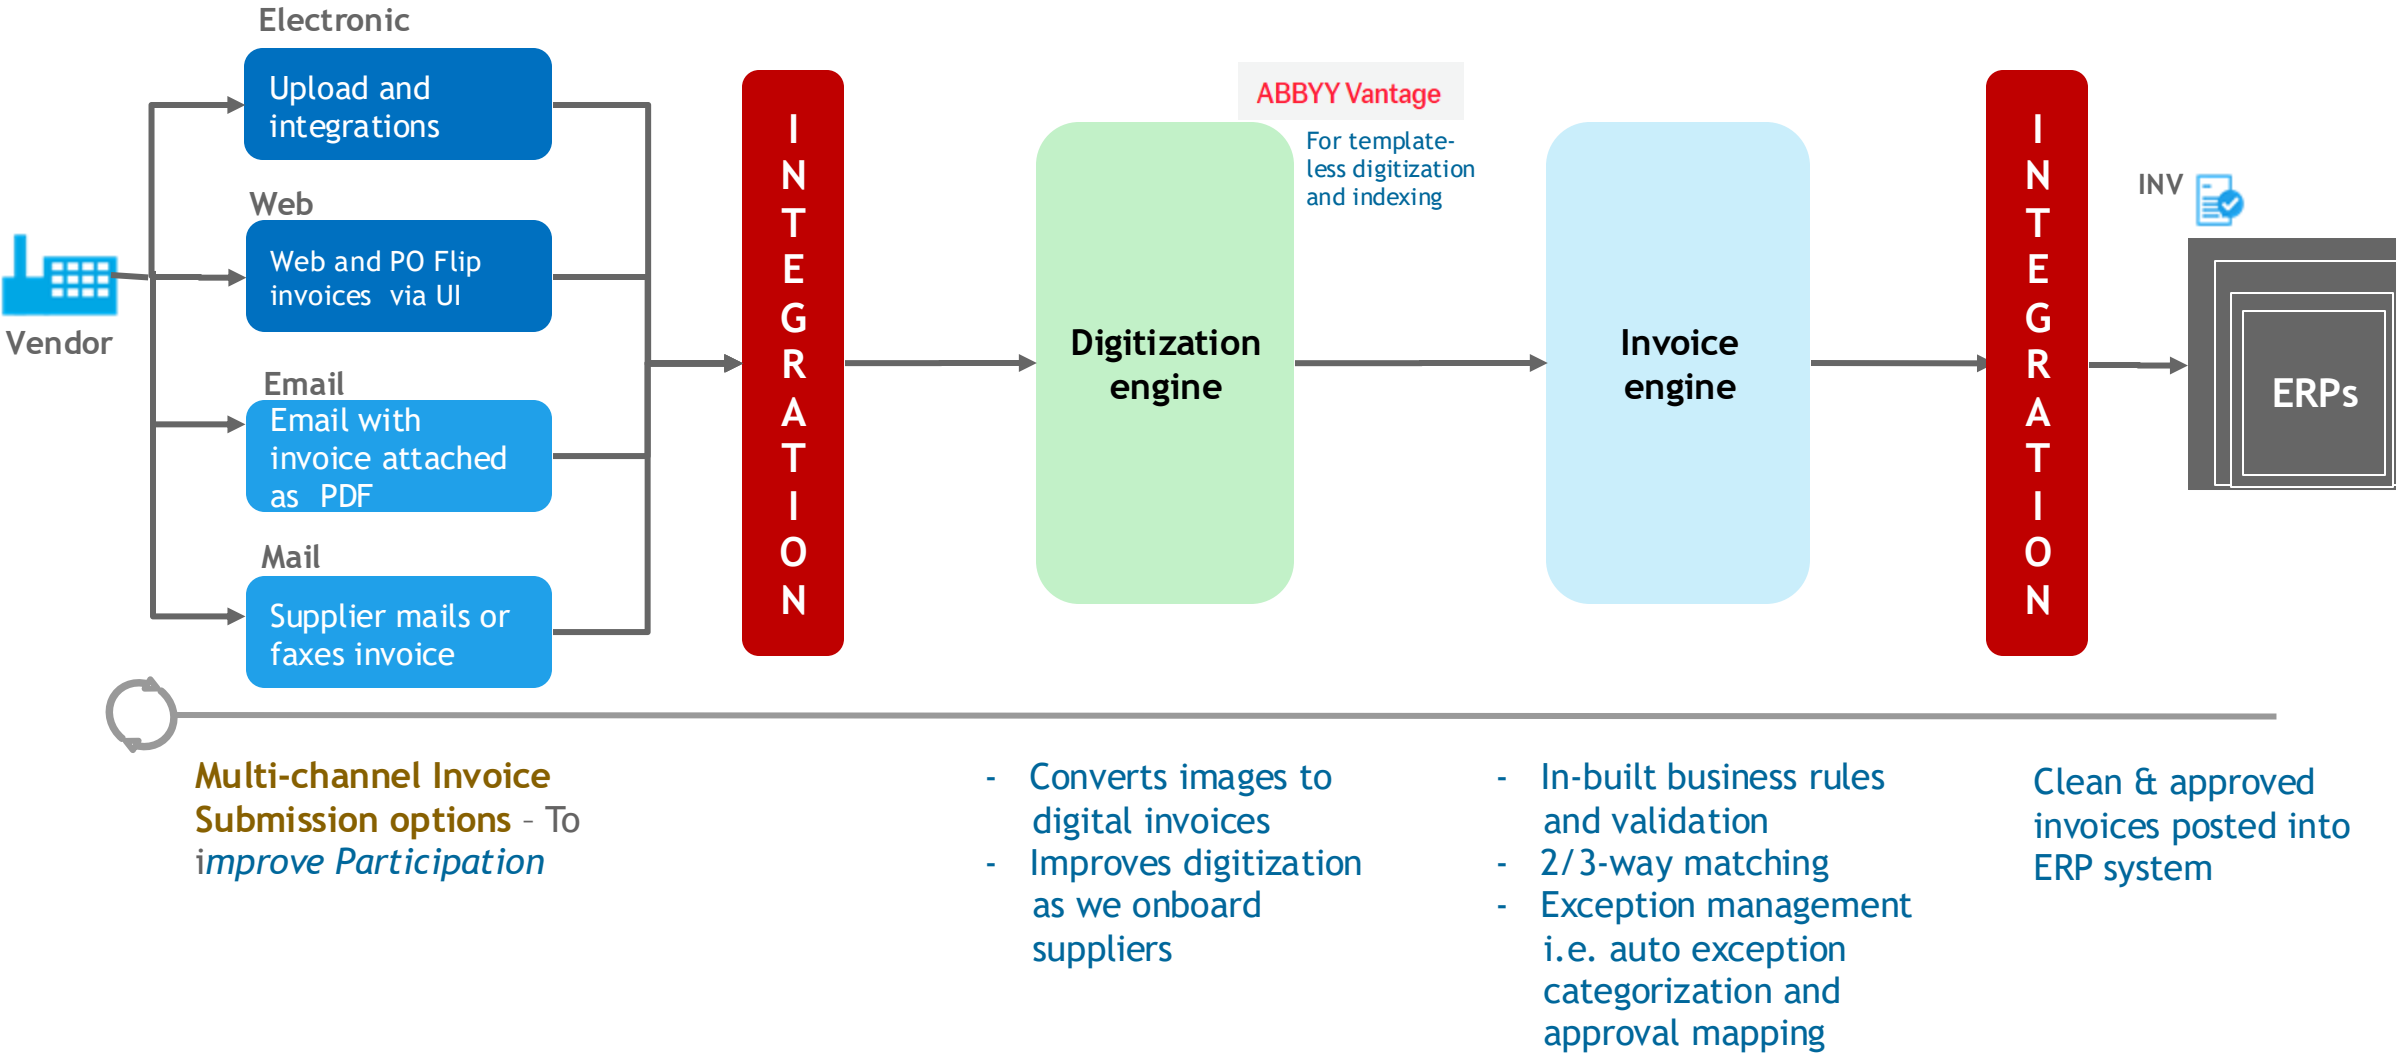 Electronic
Upload and
integrations
Web
Web and PO Flip
invoices via UI
Vendor
Email
Email with
invoice attached
as PDF
Mail
Supplier mails or
faxes invoice
INTEGRATION
ABBYY Vantage
For template-
less digitization
and indexing
Digitization
engine
Invoice
engine
INTEGRATION
INV
ERPs
Multi-channel Invoice
Submission options – To
improve Participation
- Converts images to
digital invoices
- Improves digitization
as we onboard
suppliers
- In-built business rules
and validation
- 2/3-way matching
- Exception management
i.e. auto exception
categorization and
approval mapping
Clean & approved
invoices posted into
ERP system